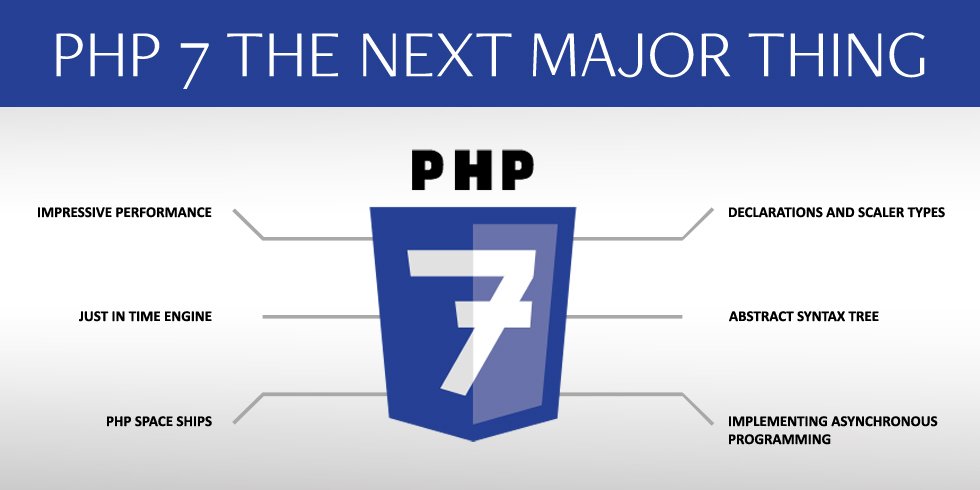 PHP 7 THE NEXT MAJOR THING
PHP
7
IMPRESSIVE PERFORMANCE
JUST IN TIME ENGINE
PHP SPACE SHIPS
DECLARATIONS AND SCALER TYPES
ABSTRACT SYNTAX TREE
IMPLEMENTING ASYNCHRONOUS
PROGRAMMING